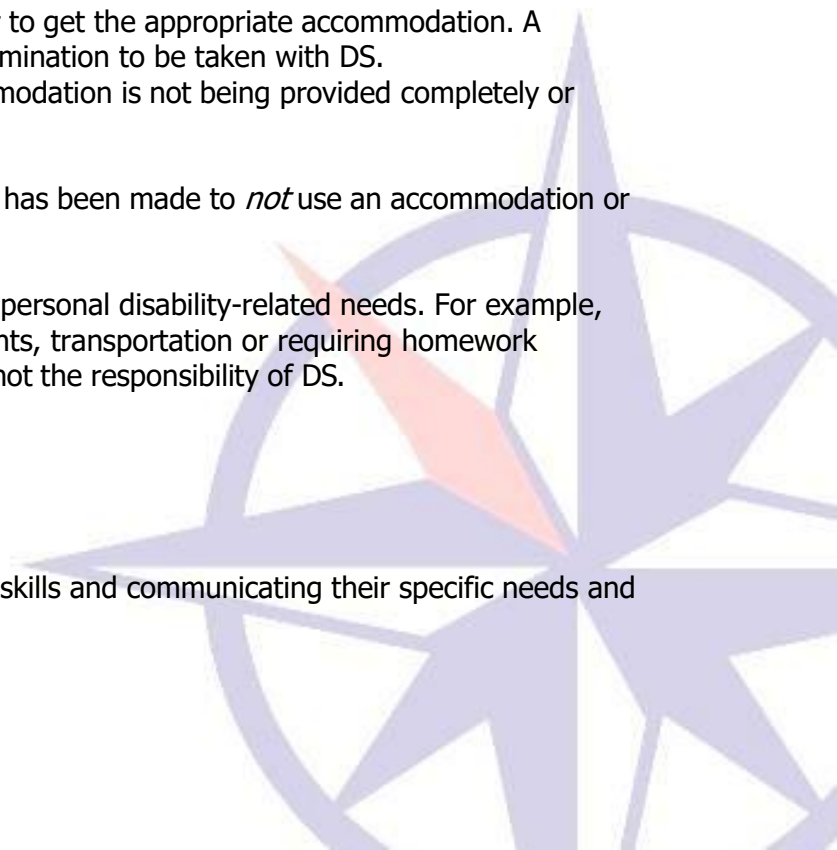 to get the appropriate accommodation. A
mination to be taken with DS.
modation is not being provided completely or
has been made to not use an accommodation or
personal disability-related needs. For example,
nts, transportation or requiring homework
not the responsibility of DS.
skills and communicating their specific needs and